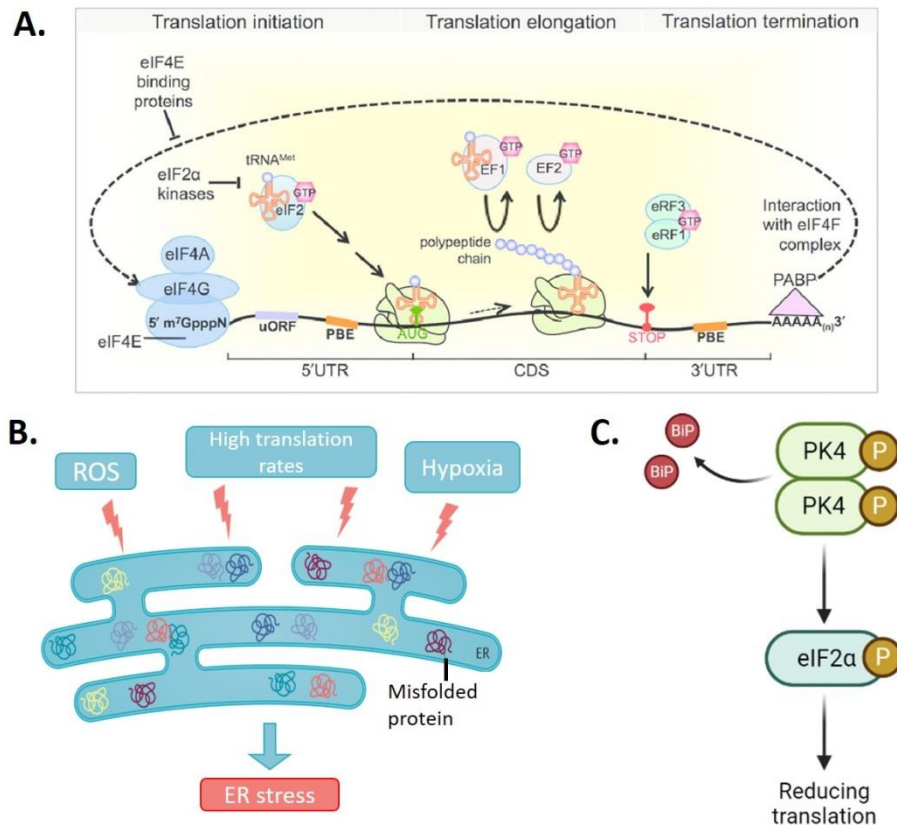 A.
Translation initiation
Translation elongation
Translation termination
eIF4E
binding
proteins
eIF2α
kinases
tRNAMet
GTP
eIF2
EF1
GTP
EF2
GTP
polypeptide
chain
eRF3
eRF1
GTP
Interaction
with eIF4F
complex
PABP
eIF4A
eIF4G
5′ m⁷GpppN
eIF4E
uORF
PBE
AUG
STOP
PBE
AAAAA(n)3′
5′UTR
CDS
3′UTR
B.
ROS
High translation
rates
Hypoxia
ER
Misfolded
protein
ER stress
C.
BiP
BiP
PK4
P
PK4
P
eIF2α
P
Reducing
translation